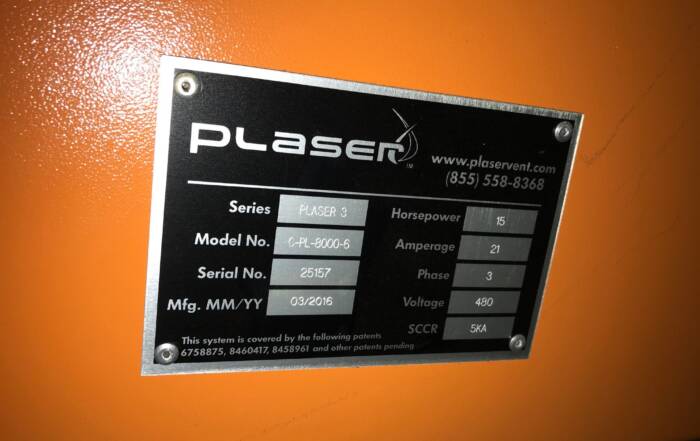 PLASER
TM
www.plaservent.com
(855) 558-8368
Series PLASER 3
Model No. C-PL-8000-6
Serial No. 25157
Mfg. MM/YY 03/2016
Horsepower 15
Amperage 21
Phase 3
Voltage 480
SCCR 5KA
This system is covered by the following patents
6758875, 8460417, 8458961 and other patents pending